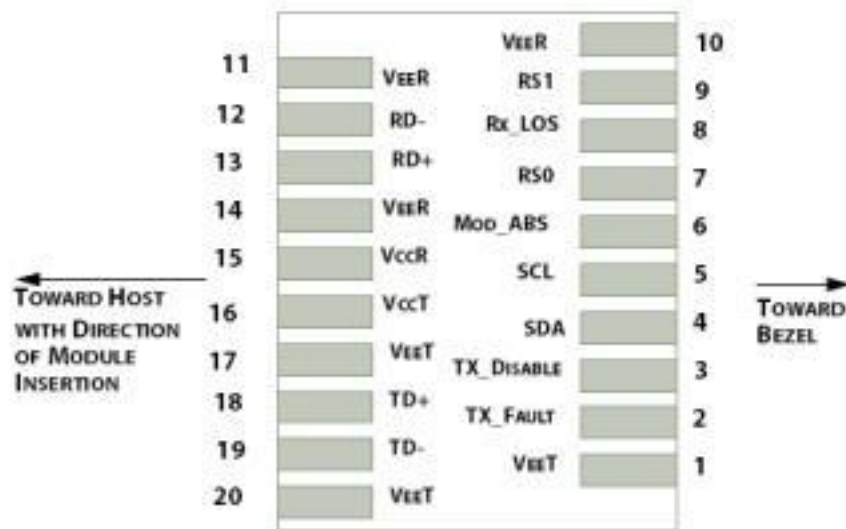 11 VEER
12 RD-
13 RD+
14 VEER
15 VCCR
16 VCCT
17 VEET
18 TD+
19 TD-
20 VEET
VEER 10
RS1 9
RX_LOS 8
RS0 7
MOD_ABS 6
SCL 5
SDA 4
TX_DISABLE 3
TX_FAULT 2
VEET 1
TOWARD HOST
WITH DIRECTION
OF MODULE
INSERTION
TOWARD
BEZEL